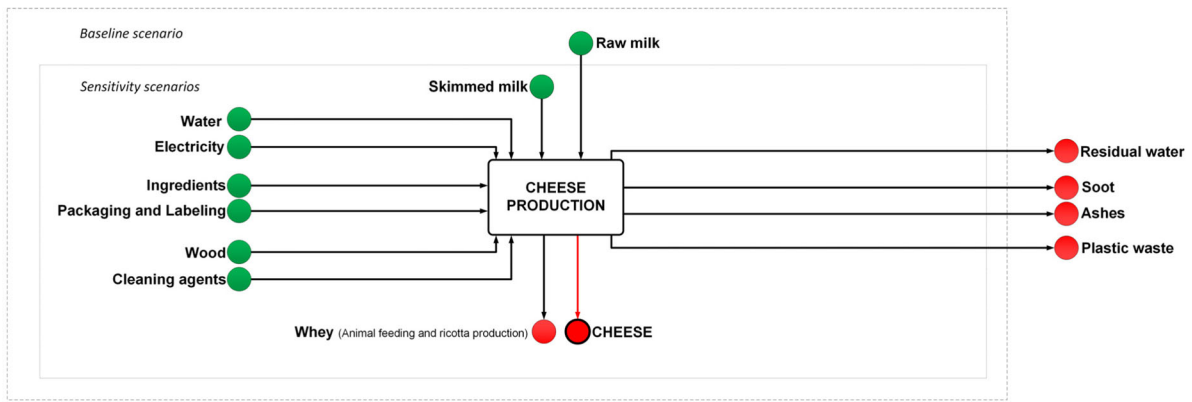 Baseline scenario
Raw milk
Sensitivity scenarios
Skimmed milk
Water
Electricity
Ingredients
Packaging and Labeling
Wood
Cleaning agents
CHEESE
PRODUCTION
Residual water
Soot
Ashes
Plastic waste
Whey (Animal feeding and ricotta production)
CHEESE